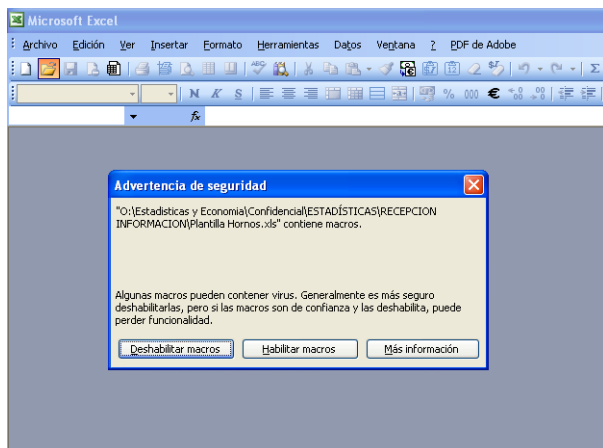 Microsoft Excel
Archivo Edición Ver Insertar Formato Herramientas Datos Ventana ? PDF de Adobe
N K S % 000 €
fx
Advertencia de seguridad
"O:\Estadisticas y Economia\Confidencial\ESTADÍSTICAS\RECEPCION
INFORMACION\Plantilla Hornos.xls" contiene macros.
Algunas macros pueden contener virus. Generalmente es más seguro
deshabilitarlas, pero si las macros son de confianza y las deshabilita, puede
perder funcionalidad.
Deshabilitar macros Habilitar macros Más información